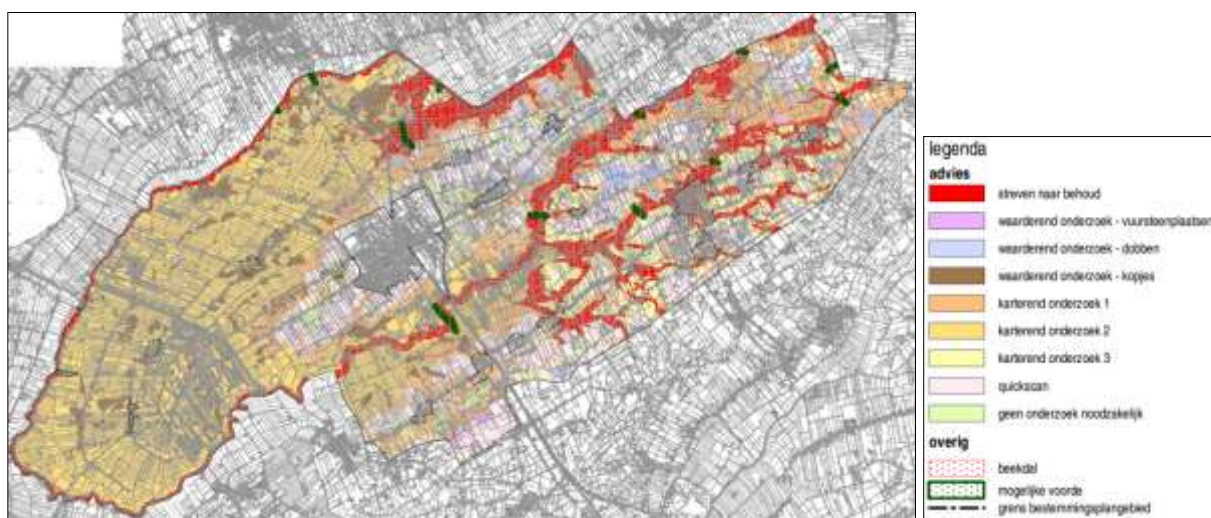 legenda
advies
streven naar behoud
waarderend onderzoek - vuursteenplaatsen
waarderend onderzoek - dobben
waarderend onderzoek - kopjes
karterend onderzoek 1
karterend onderzoek 2
karterend onderzoek 3
quickscan
geen onderzoek noodzakelijk
overig
beekdal
mogelijke voorde
grens bestemmingsplangebied